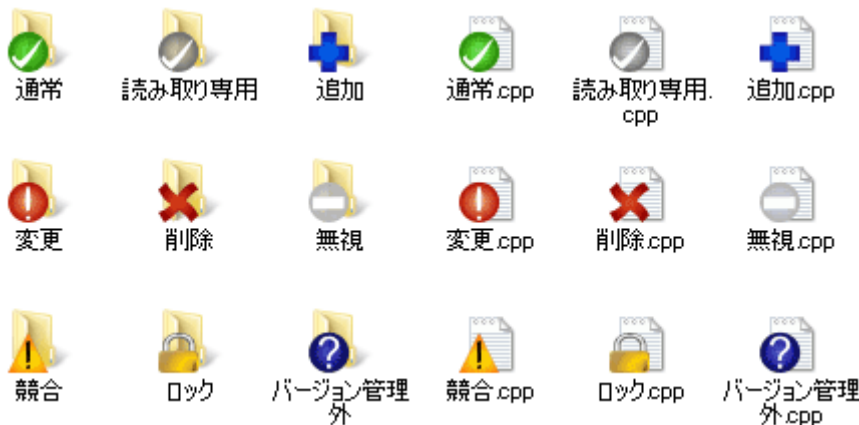 通常
読み取り専用
追加
通常.cpp
読み取り専用.
cpp
追加.cpp
変更
削除
無視
変更.cpp
削除.cpp
無視.cpp
競合
ロック
バージョン管理
外
競合.cpp
ロック.cpp
バージョン管理
外.cpp